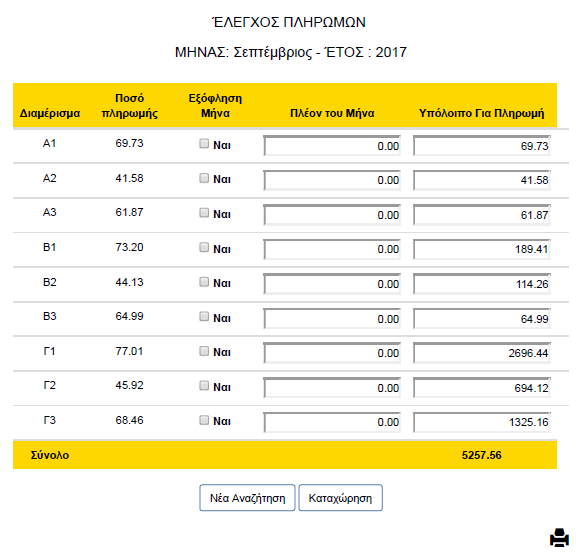 ΈΛΕΓΧΟΣ ΠΛΗΡΩΜΩΝ
ΜΗΝΑΣ: Σεπτέμβριος - ΈΤΟΣ : 2017
Διαμέρισμα Ποσό πληρωμής Εξόφληση Μήνα Πλέον του Μήνα Υπόλοιπο Για Πληρωμή
Α1 69.73 Ναι 0.00 69.73
Α2 41.58 Ναι 0.00 41.58
Α3 61.87 Ναι 0.00 61.87
Β1 73.20 Ναι 0.00 189.41
Β2 44.13 Ναι 0.00 114.26
Β3 64.99 Ναι 0.00 64.99
Γ1 77.01 Ναι 0.00 2696.44
Γ2 45.92 Ναι 0.00 694.12
Γ3 68.46 Ναι 0.00 1325.16
Σύνολο 5257.56
Νέα Αναζήτηση Καταχώρηση